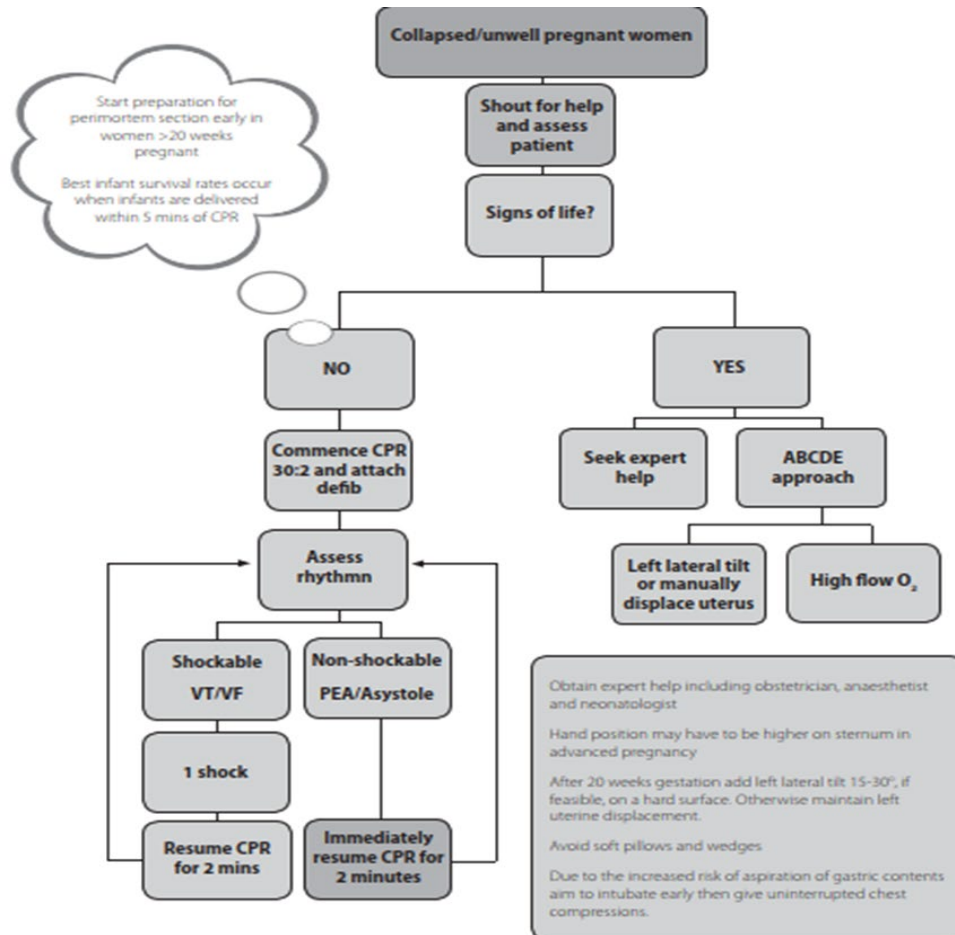 Collapsed/unwell pregnant women
Shout for help
and assess
patient
Start preparation for
perimortem section early in
women >20 weeks
pregnant
Best infant survival rates occur
when infants are delivered
within 5 mins of CPR
Signs of life?
NO
YES
Commence CPR
30:2 and attach
defib
Seek expert
help
ABCDE
approach
Assess
rhythmn
Left lateral tilt
or manually
displace uterus
High flow O₂
Shockable
VT/VF
Non-shockable
PEA/Asystole
1 shock
Resume CPR
for 2 mins
Immediately
resume CPR for
2 minutes
Obtain expert help including obstetrician, anaesthetist
and neonatologist
Hand position may have to be higher on sternum in
advanced pregnancy
After 20 weeks gestation add left lateral tilt 15-30°, if
feasible, on a hard surface. Otherwise maintain left
uterine displacement.
Avoid soft pillows and wedges
Due to the increased risk of aspiration of gastric contents
aim to intubate early then give uninterrupted chest
compressions.